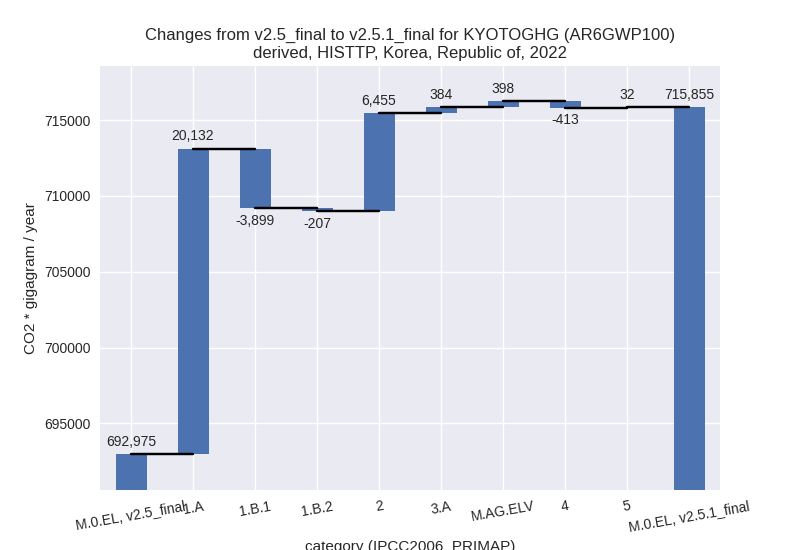 Changes from v2.5_final to v2.5.1_final for KYOTOGHG (AR6GWP100)
derived, HISTTP, Korea, Republic of, 2022
CO2 * gigagram / year
715000
710000
705000
700000
695000
692,975
20,132
-3,899
-207
6,455
384
398
-413
32
715,855
M.0.EL, v2.5_final
1.A
1.B.1
1.B.2
2
3.A
M.AG.ELV
4
5
M.0.EL, v2.5.1_final
category (IPCC2006_PRIMAP)